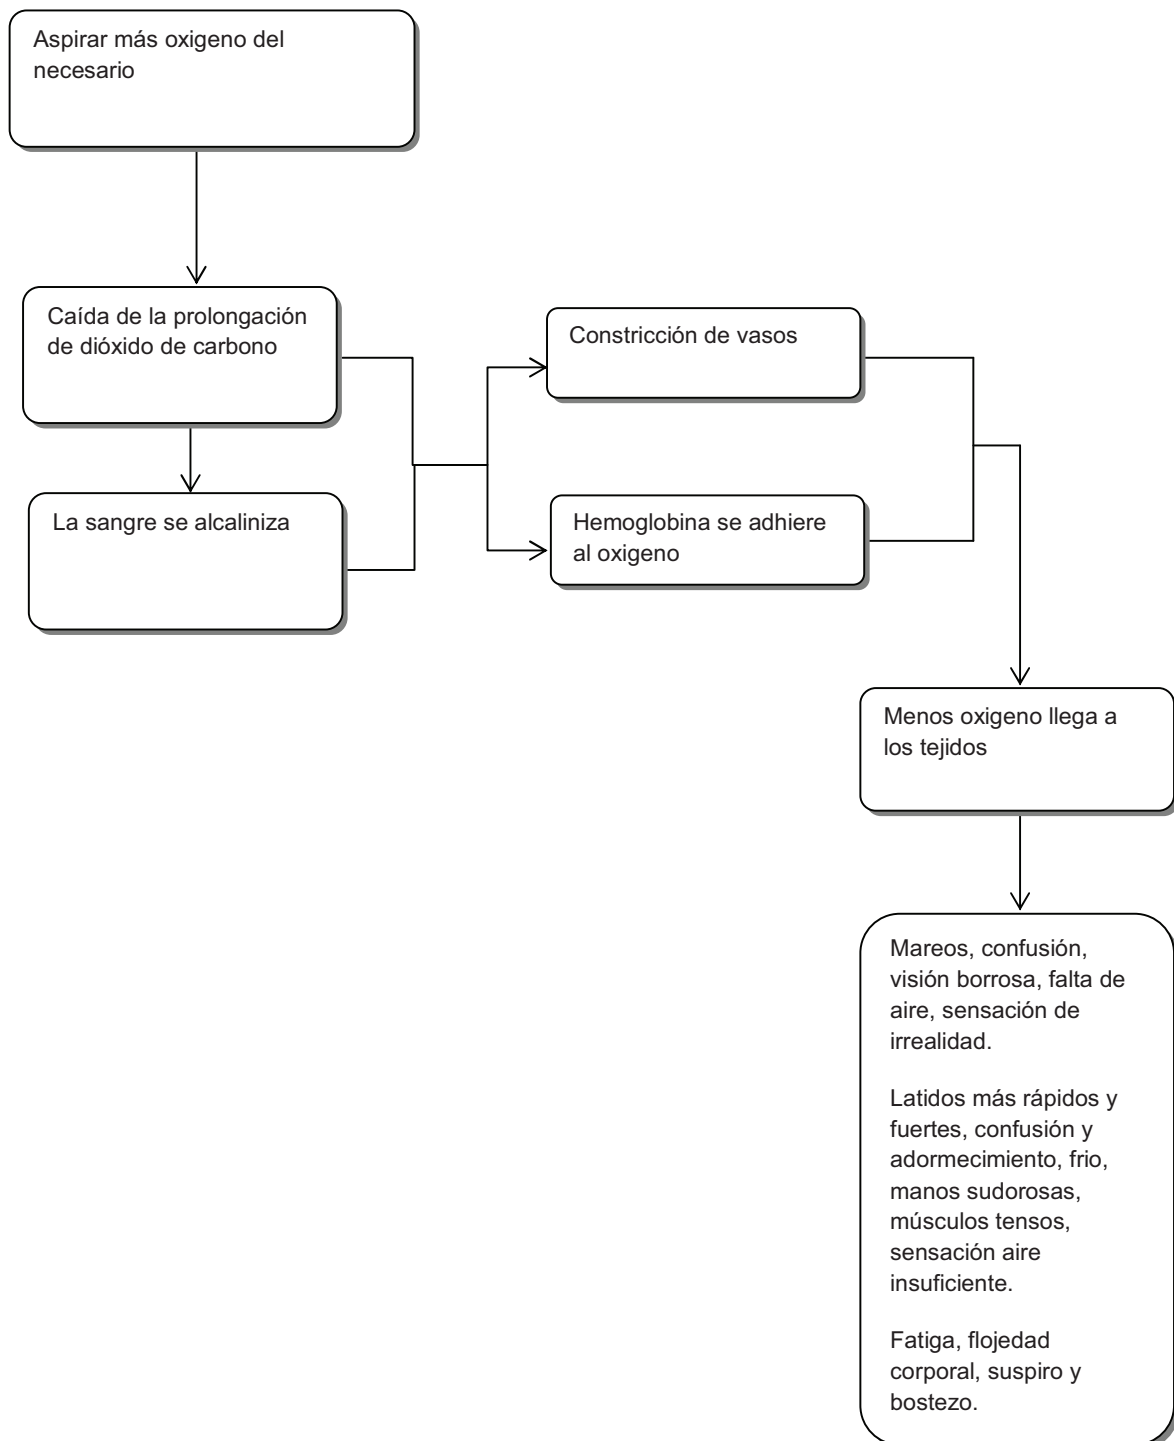 Aspirar más oxigeno del
necesario
Caída de la prolongación
de dióxido de carbono
La sangre se alcaliniza
Constricción de vasos
Hemoglobina se adhiere
al oxigeno
Menos oxigeno llega a
los tejidos
Mareos, confusión,
visión borrosa, falta de
aire, sensación de
irrealidad.
Latidos más rápidos y
fuertes, confusión y
adormecimiento, frio,
manos sudorosas,
músculos tensos,
sensación aire
insuficiente.
Fatiga, flojedad
corporal, suspiro y
bostezo.